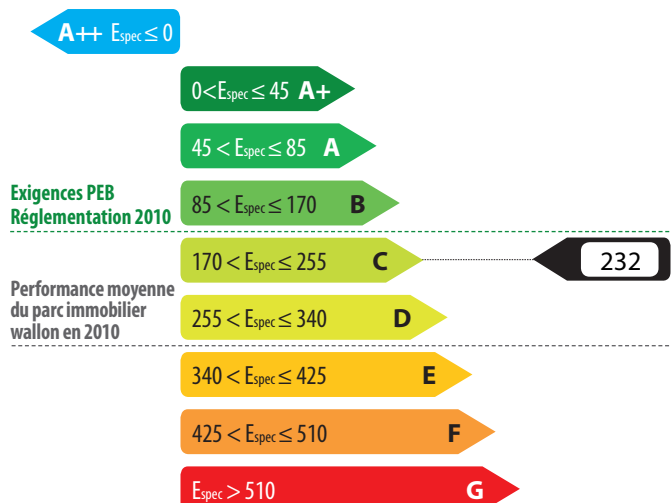 A++ Espec ≤ 0
0<Espec ≤ 45 A+
45 < Espec ≤ 85 A
Exigences PEB
Réglementation 2010
85 < Espec ≤ 170 B
170 < Espec ≤ 255 C
232
Performance moyenne
du parc immobilier
wallon en 2010
255 < Espec ≤ 340 D
340 < Espec ≤ 425 E
425 < Espec ≤ 510 F
Espec > 510 G